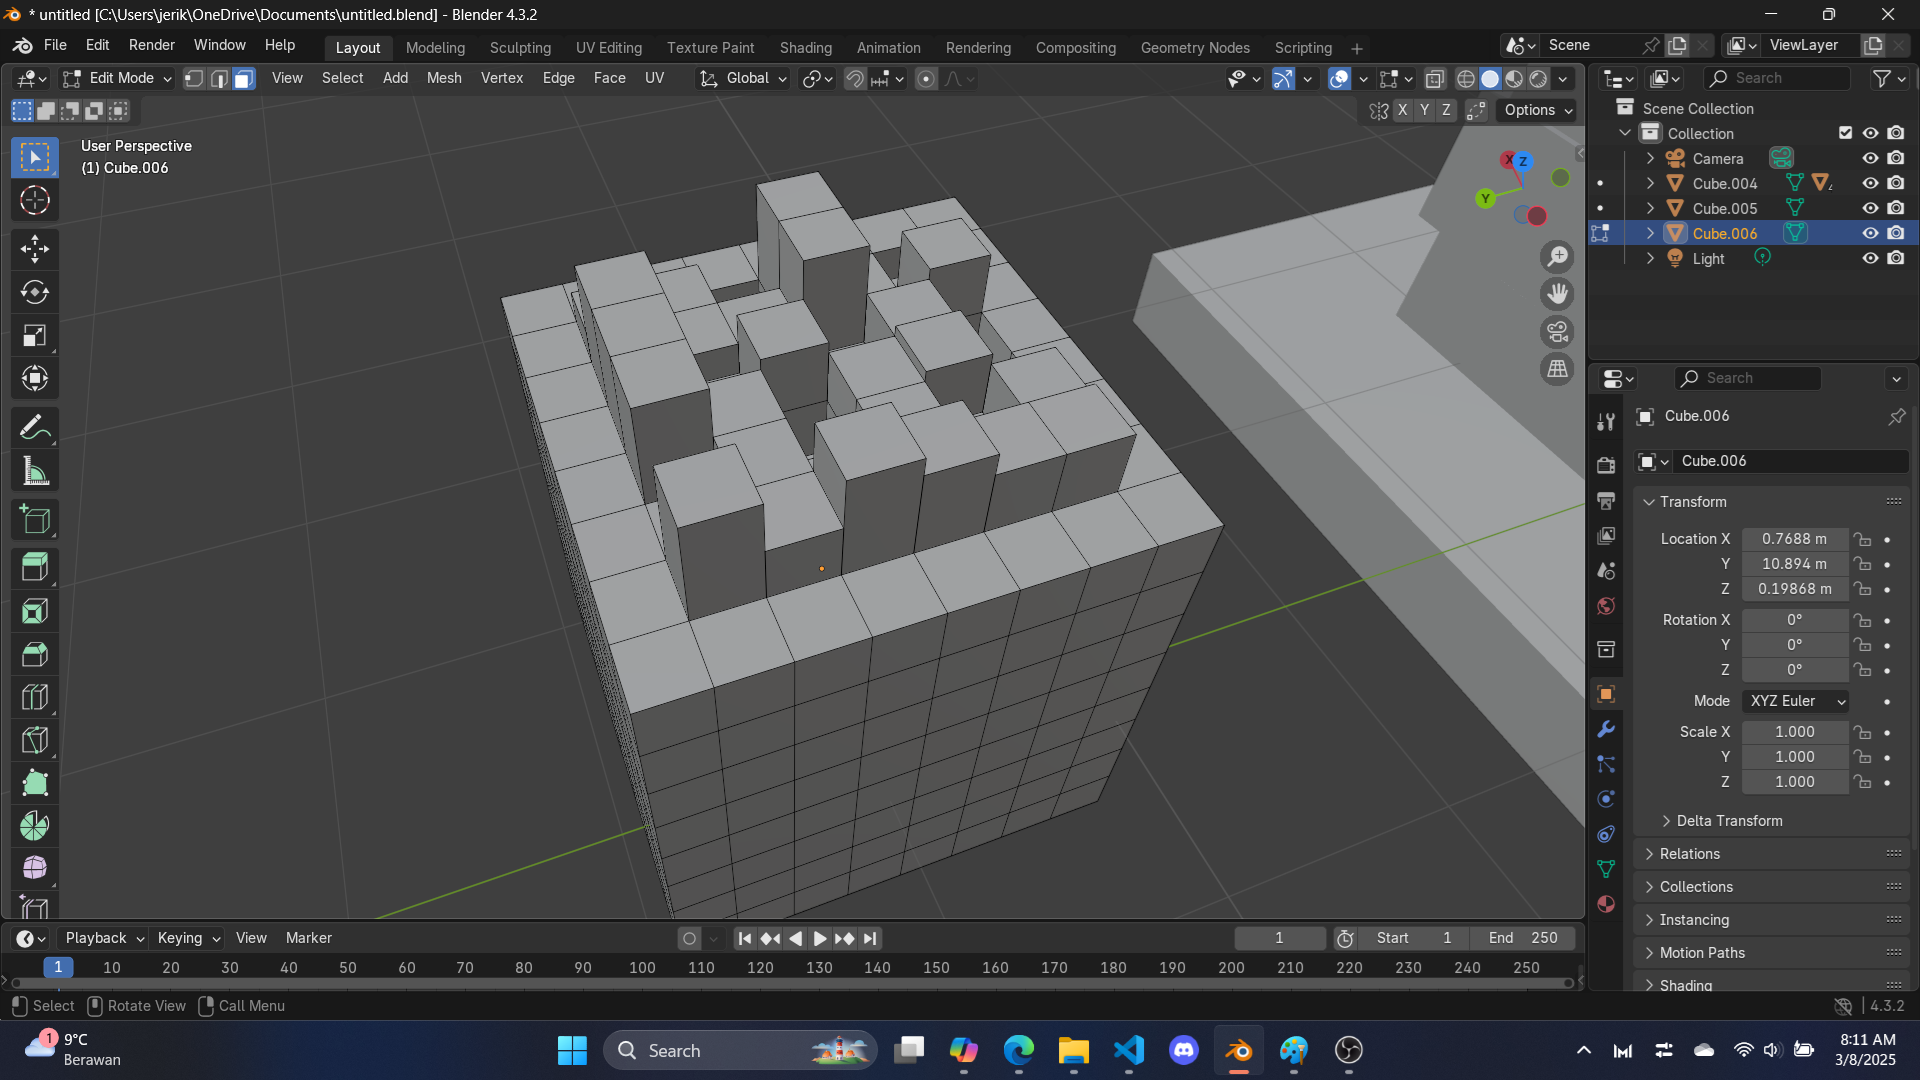 * untitled [C:\Users\jerik\OneDrive\Documents\untitled.blend] - Blender 4.3.2
File Edit Render Window Help Layout Modeling Sculpting UV Editing Texture Paint Shading Animation Rendering Compositing Geometry Nodes Scripting + Scene ViewLayer
Edit Mode View Select Add Mesh Vertex Edge Face UV Global Search
X Y Z Options
User Perspective
(1) Cube.006
X Z
Y
Scene Collection
Collection
Camera
Cube.004
Cube.005
Cube.006
Light
Search
Cube.006
Cube.006
Transform
Location X 0.7688 m
Y 10.894 m
Z 0.19868 m
Rotation X 0°
Y 0°
Z 0°
Mode XYZ Euler
Scale X 1.000
Y 1.000
Z 1.000
Delta Transform
Relations
Collections
Instancing
Motion Paths
Shading
Playback Keying View Marker 1 Start 1 End 250
1 10 20 30 40 50 60 70 80 90 100 110 120 130 140 150 160 170 180 190 200 210 220 230 240 250
Select Rotate View Call Menu 4.3.2
1 9°C
Berawan
Search
8:11 AM
3/8/2025